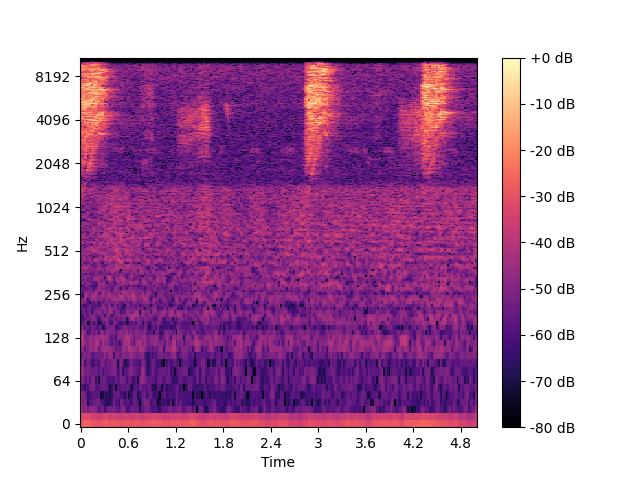 8192
4096
2048
1024
512
256
128
64
0
Hz
0 0.6 1.2 1.8 2.4 3 3.6 4.2 4.8
Time
+0 dB
-10 dB
-20 dB
-30 dB
-40 dB
-50 dB
-60 dB
-70 dB
-80 dB